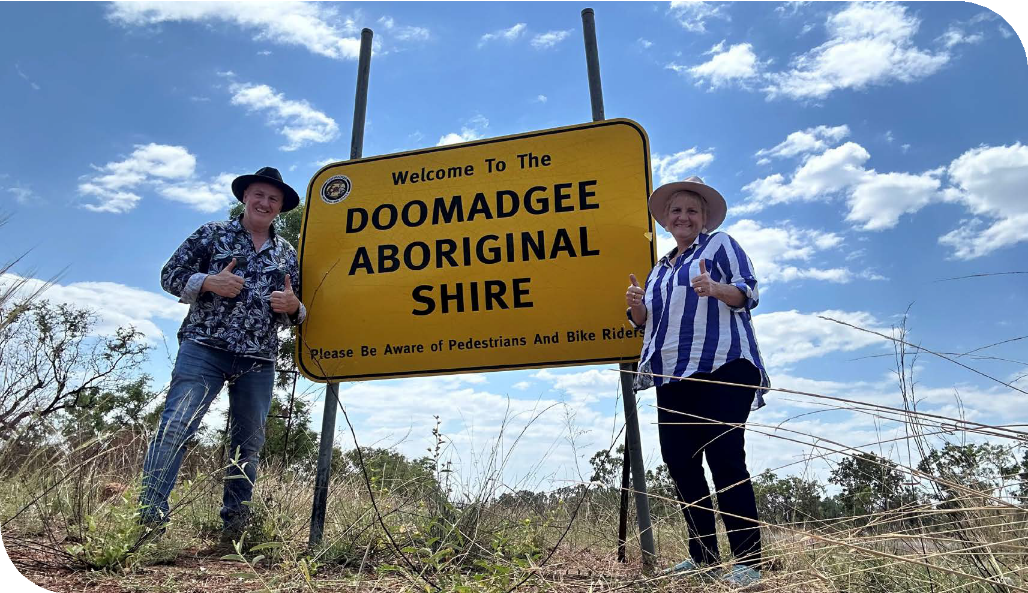 Welcome To The
DOOMADGEE
ABORIGINAL
SHIRE
Please Be Aware of Pedestrians And Bike Riders